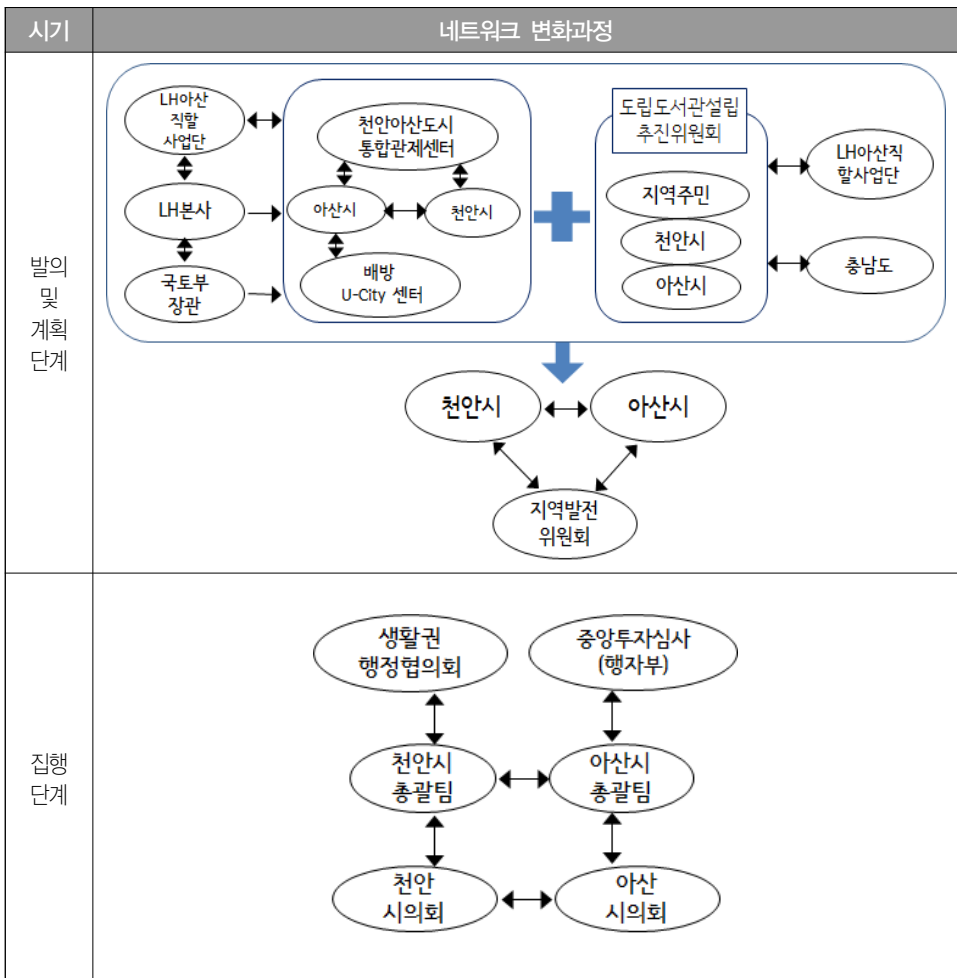 시기
네트워크 변화과정
발의
및
계획
단계
LH아산
직할
사업단
LH본사
국토부
장관
천안아산도시
통합관제센터
아산시
천안시
배방
U-City 센터
도립도서관설립
추진위원회
지역주민
천안시
아산시
LH아산직
할사업단
충남도
천안시
아산시
지역발전
위원회
집행
단계
생활권
행정협의회
중앙투자심사
(행자부)
천안시
총괄팀
아산시
총괄팀
천안
시의회
아산
시의회